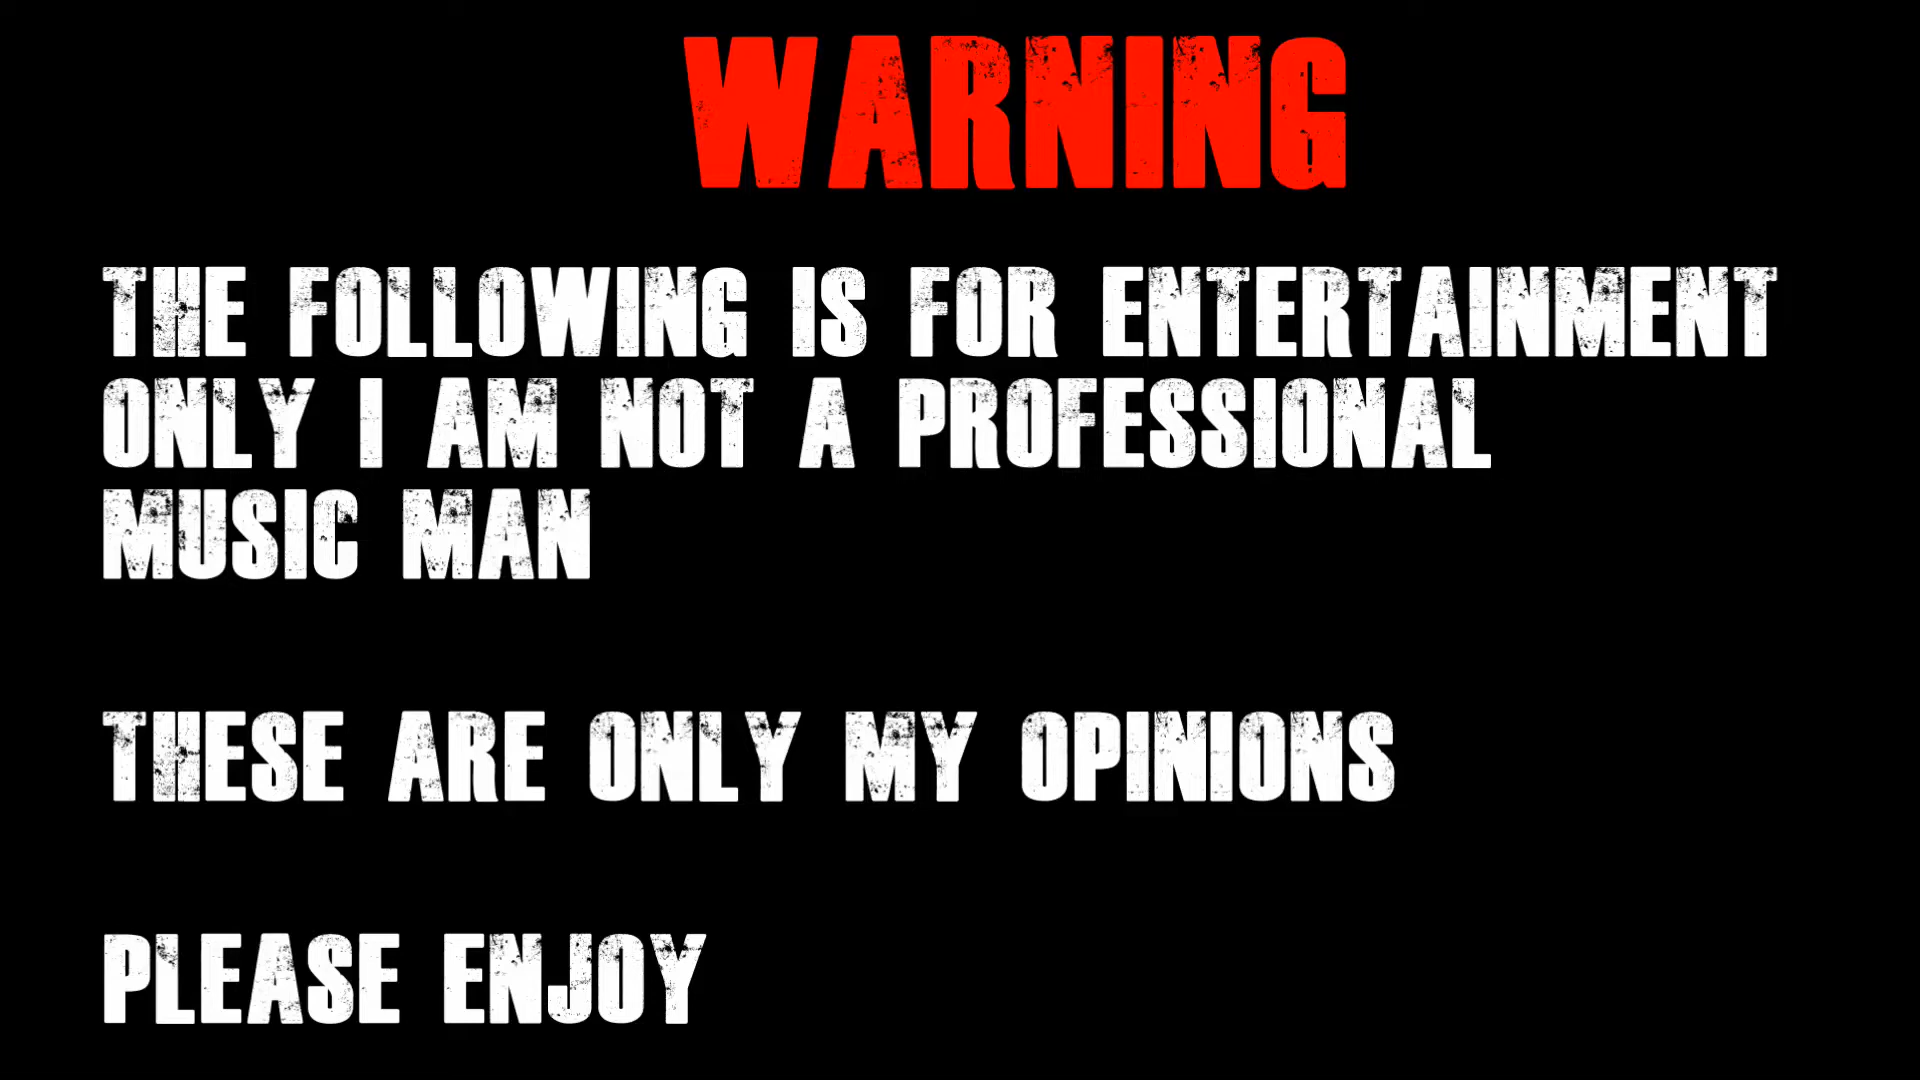 WARNING
THE FOLLOWING IS FOR ENTERTAINMENT
ONLY I AM NOT A PROFESSIONAL
MUSIC MAN
THESE ARE ONLY MY OPINIONS
PLEASE ENJOY